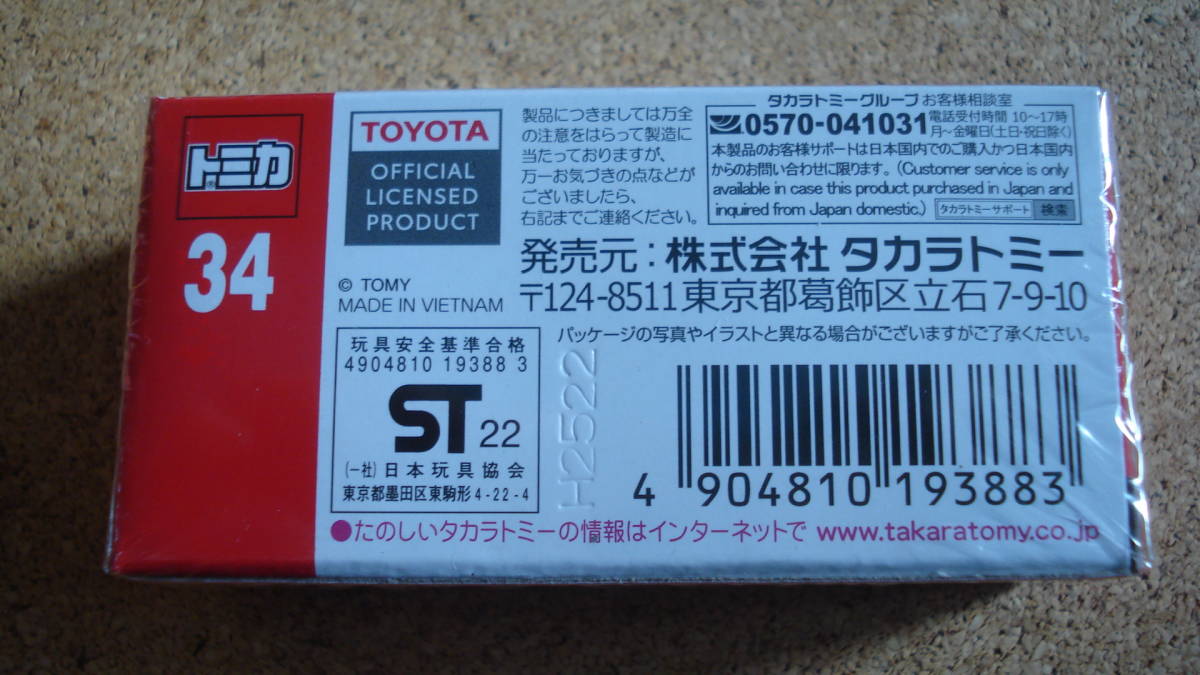 トミカ
®
34
TOYOTA
OFFICIAL
LICENSED
PRODUCT
© TOMY
MADE IN VIETNAM
製品につきましては万全
の注意をはらって製造に
当たっておりますが、
万一お気づきの点などが
ございましたら、
右記までご連絡ください。
タカラトミーグループ お客様相談室
0570-041031 電話受付時間 10～17時
月～金曜日(土日・祝日除く)
本製品のお客様サポートは日本国内でのご購入かつ日本国内
からのお問い合わせに限ります。(Customer service is only
available in case this product purchased in Japan and
inquired from Japan domestic.) タカラトミーサポート 検索
発売元：株式会社 タカラトミー
〒124-8511 東京都葛飾区立石7-9-10
パッケージの写真やイラストと異なる場合がございますがご了承ください。
玩具安全基準合格
4904810 19388 3
ST 22
(一社) 日本玩具協会
東京都墨田区東駒形4-22-4
H2522
4 904810 193883
●たのしいタカラトミーの情報はインターネットで www.takaratomy.co.jp